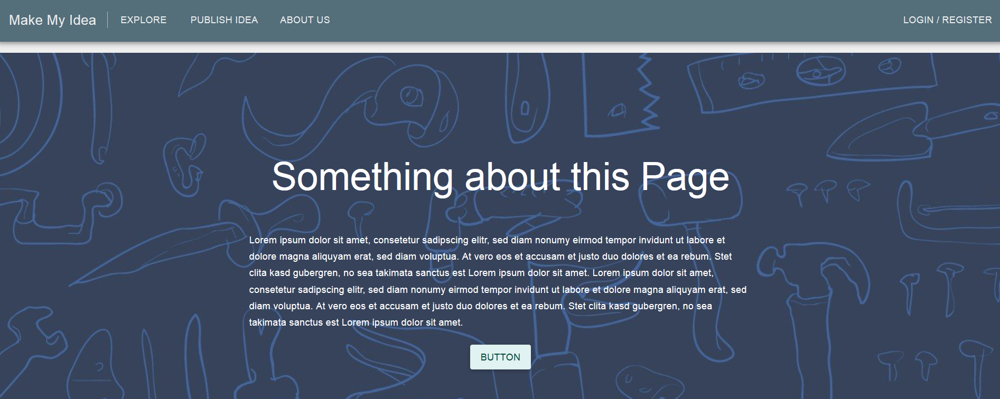 Make My Idea EXPLORE PUBLISH IDEA ABOUT US LOGIN / REGISTER
Something about this Page
Lorem ipsum dolor sit amet, consetetur sadipscing elitr, sed diam nonumy eirmod tempor invidunt ut labore et
dolore magna aliquyam erat, sed diam voluptua. At vero eos et accusam et justo duo dolores et ea rebum. Stet
clita kasd gubergren, no sea takimata sanctus est Lorem ipsum dolor sit amet. Lorem ipsum dolor sit amet,
consetetur sadipscing elitr, sed diam nonumy eirmod tempor invidunt ut labore et dolore magna aliquyam erat, sed
diam voluptua. At vero eos et accusam et justo duo dolores et ea rebum. Stet clita kasd gubergren, no sea
takimata sanctus est Lorem ipsum dolor sit amet.
BUTTON